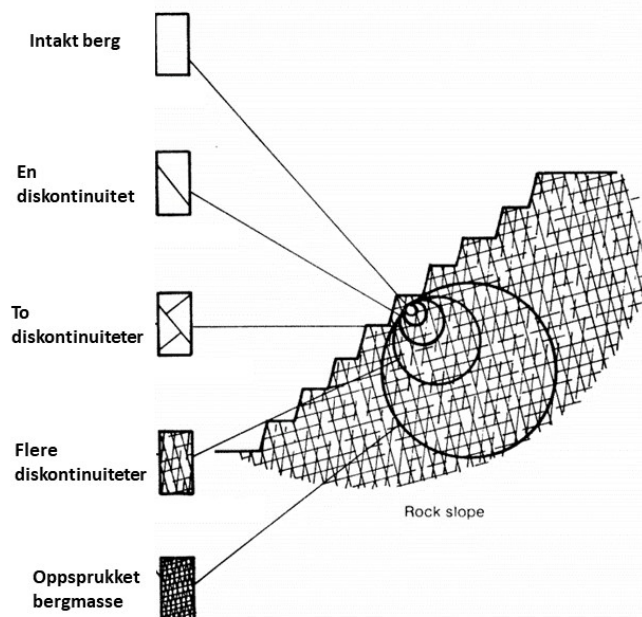 Intakt berg
En
diskontinuitet
To
diskontinuiteter
Flere
diskontinuiteter
Rock slope
Oppsprukket
bergmasse